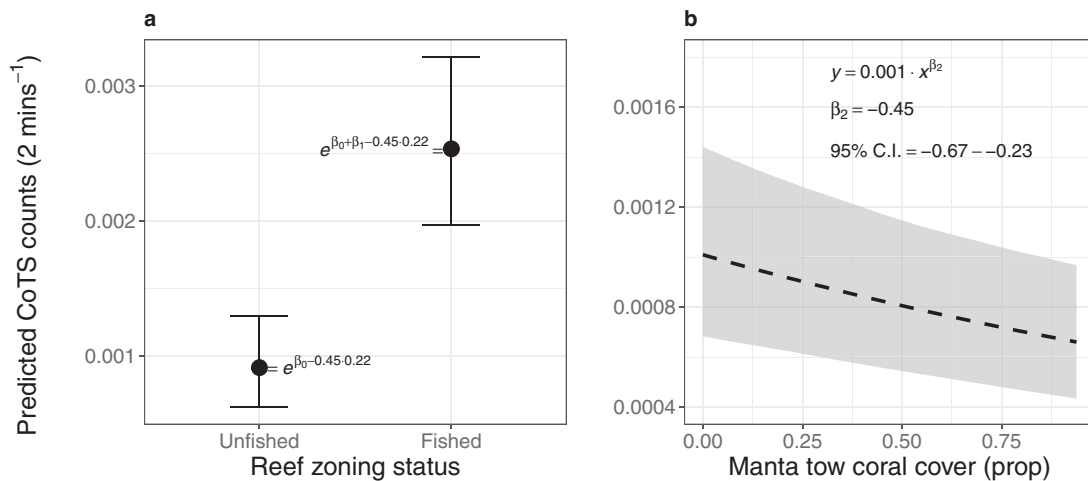 a
Predicted CoTS counts (2 mins⁻¹)
0.003
0.002
0.001
e^β₀+β₁−0.45·0.22 =
= e^β₀−0.45·0.22
Unfished Fished
Reef zoning status
b
0.0016
0.0012
0.0008
0.0004
y = 0.001 · x^β₂
β₂ = −0.45
95% C.I. = −0.67 – −0.23
0.00 0.25 0.50 0.75
Manta tow coral cover (prop)